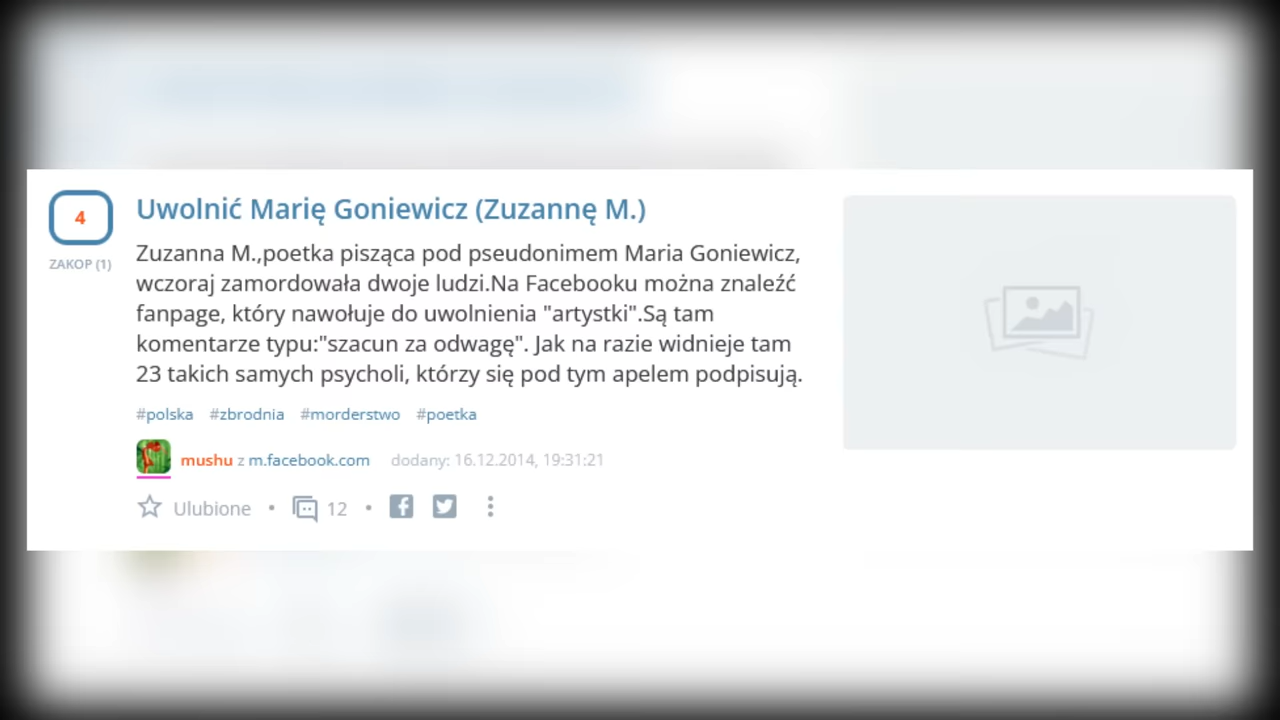 4
ZAKOP (1)
Uwolnić Marię Goniewicz (Zuzannę M.)
Zuzanna M.,poetka pisząca pod pseudonimem Maria Goniewicz,
wczoraj zamordowała dwoje ludzi.Na Facebooku można znaleźć
fanpage, który nawołuje do uwolnienia "artystki".Są tam
komentarze typu:"szacun za odwagę". Jak na razie widnieje tam
23 takich samych psycholi, którzy się pod tym apelem podpisują.
#polska #zbrodnia #morderstwo #poetka
mushu z m.facebook.com dodany: 16.12.2014, 19:31:21
Ulubione • 12 •